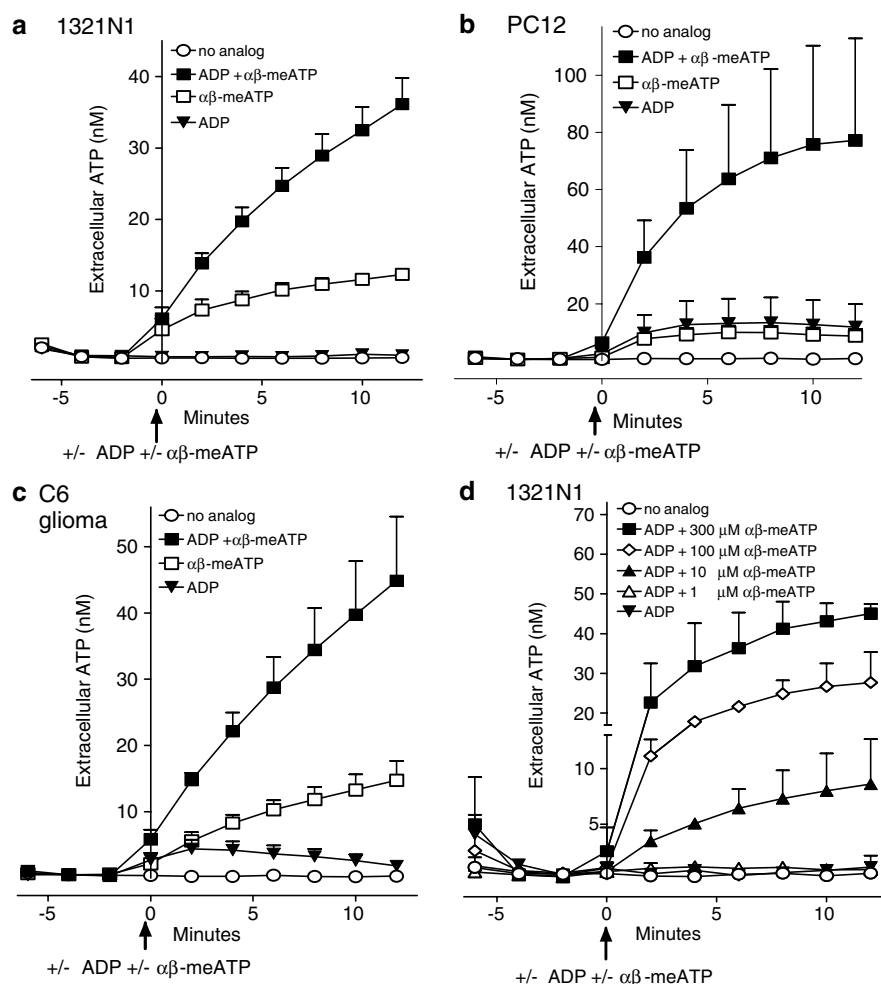 a 1321N1
Extracellular ATP (nM)
40
30
20
10
no analog
ADP + αβ-meATP
αβ-meATP
ADP
-5 0 5 10
Minutes
+/- ADP +/- αβ-meATP
b PC12
Extracellular ATP (nM)
100
80
60
40
20
no analog
ADP + αβ -meATP
αβ-meATP
ADP
-5 0 5 10
Minutes
+/- ADP +/- αβ-meATP
c C6
glioma
Extracellular ATP (nM)
50
40
30
20
10
no analog
ADP +αβ-meATP
αβ-meATP
ADP
-5 0 5 10
Minutes
+/- ADP +/- αβ-meATP
d 1321N1
Extracellular ATP (nM)
70
60
50
40
30
20
10
5
no analog
ADP + 300 µM αβ-meATP
ADP + 100 µM αβ-meATP
ADP + 10 µM αβ-meATP
ADP + 1 µM αβ-meATP
ADP
-5 0 5 10
Minutes
+/- ADP +/- αβ-meATP